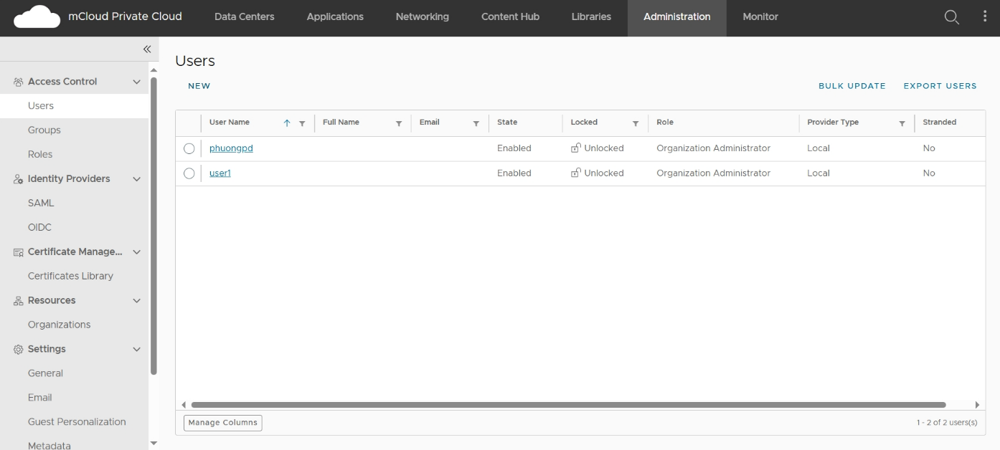 mCloud Private Cloud
Data Centers
Applications
Networking
Content Hub
Libraries
Administration
Monitor
Access Control
Users
Groups
Roles
Identity Providers
SAML
OIDC
Certificate Manage...
Certificates Library
Resources
Organizations
Settings
General
Email
Guest Personalization
Metadata
Users
NEW
BULK UPDATE EXPORT USERS
User Name Full Name Email State Locked Role Provider Type Stranded
phuongpd Enabled Unlocked Organization Administrator Local No
user1 Enabled Unlocked Organization Administrator Local No
Manage Columns
1 - 2 of 2 users(s)